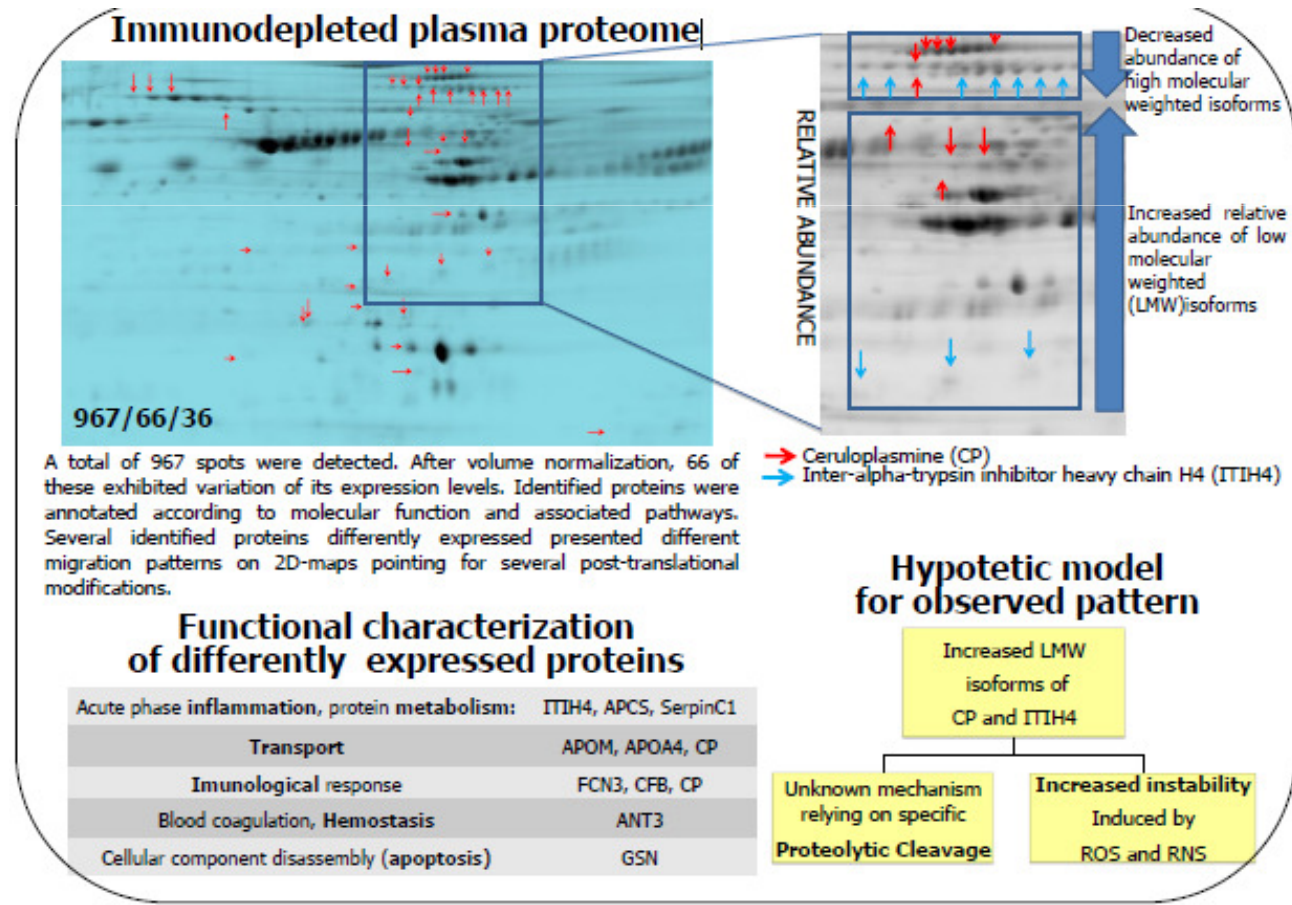 Immunodepleted plasma proteome
967/66/36
A total of 967 spots were detected. After volume normalization, 66 of
these exhibited variation of its expression levels. Identified proteins were
annotated according to molecular function and associated pathways.
Several identified proteins differently expressed presented different
migration patterns on 2D-maps pointing for several post-translational
modifications.
RELATIVE ABUNDANCE
Decreased
abundance of
high molecular
weighted isoforms
Increased relative
abundance of low
molecular
weighted
(LMW)isoforms
Ceruloplasmine (CP)
Inter-alpha-trypsin inhibitor heavy chain H4 (ITIH4)
Functional characterization
of differently expressed proteins
Acute phase inflammation, protein metabolism: ITIH4, APCS, SerpinC1
Transport APOM, APOA4, CP
Imunological response FCN3, CFB, CP
Blood coagulation, Hemostasis ANT3
Cellular component disassembly (apoptosis) GSN
Hypotetic model
for observed pattern
Increased LMW
isoforms of
CP and ITIH4
Unknown mechanism
relying on specific
Proteolytic Cleavage
Increased instability
Induced by
ROS and RNS